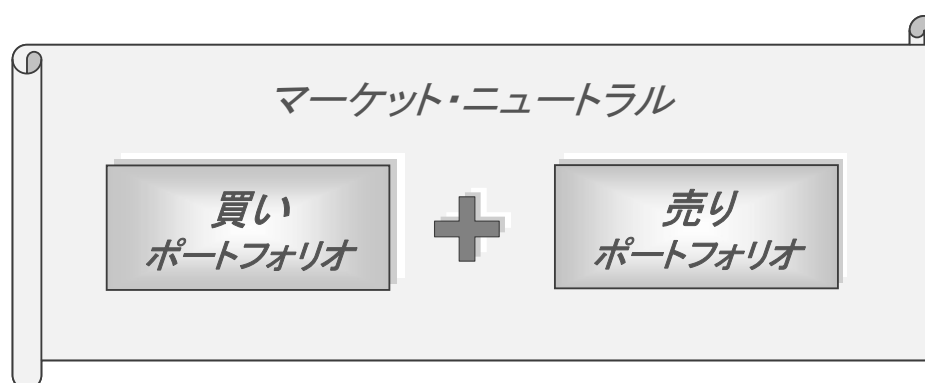 マーケット・ニュートラル
買い
ポートフォリオ
売り
ポートフォリオ